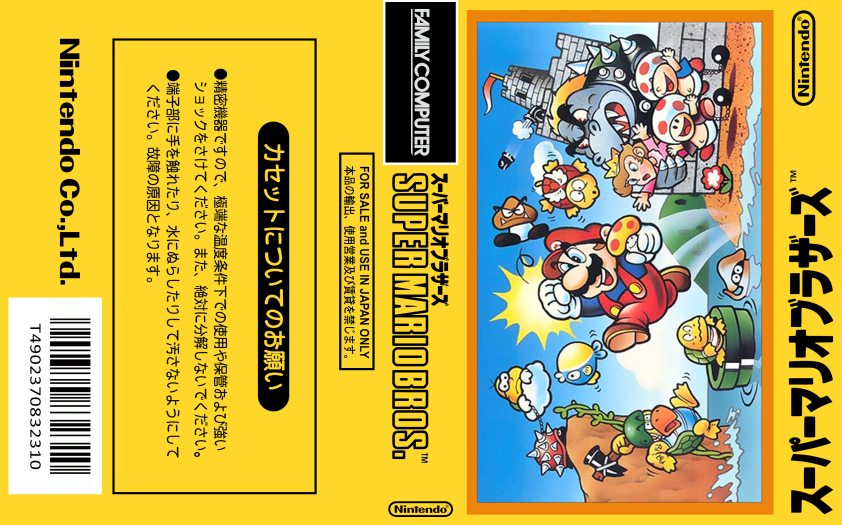 Nintendo®
スーパーマリオブラザーズ™
FAMILY COMPUTER
スーパーマリオブラザーズ
SUPER MARIO BROS.™
Nintendo®
FOR SALE and USE IN JAPAN ONLY
本品の輸出、使用営業及び賃貸を禁じます。
カセットについてのお願い
●精密機器ですので、極端な温度条件下での使用や保管および強い
ショックをさけてください。また、絶対に分解しないでください。
●端子部に手を触れたり、水にぬらしたりして汚さないようにして
ください。故障の原因となります。
Nintendo Co.,Ltd.
T4902370832310